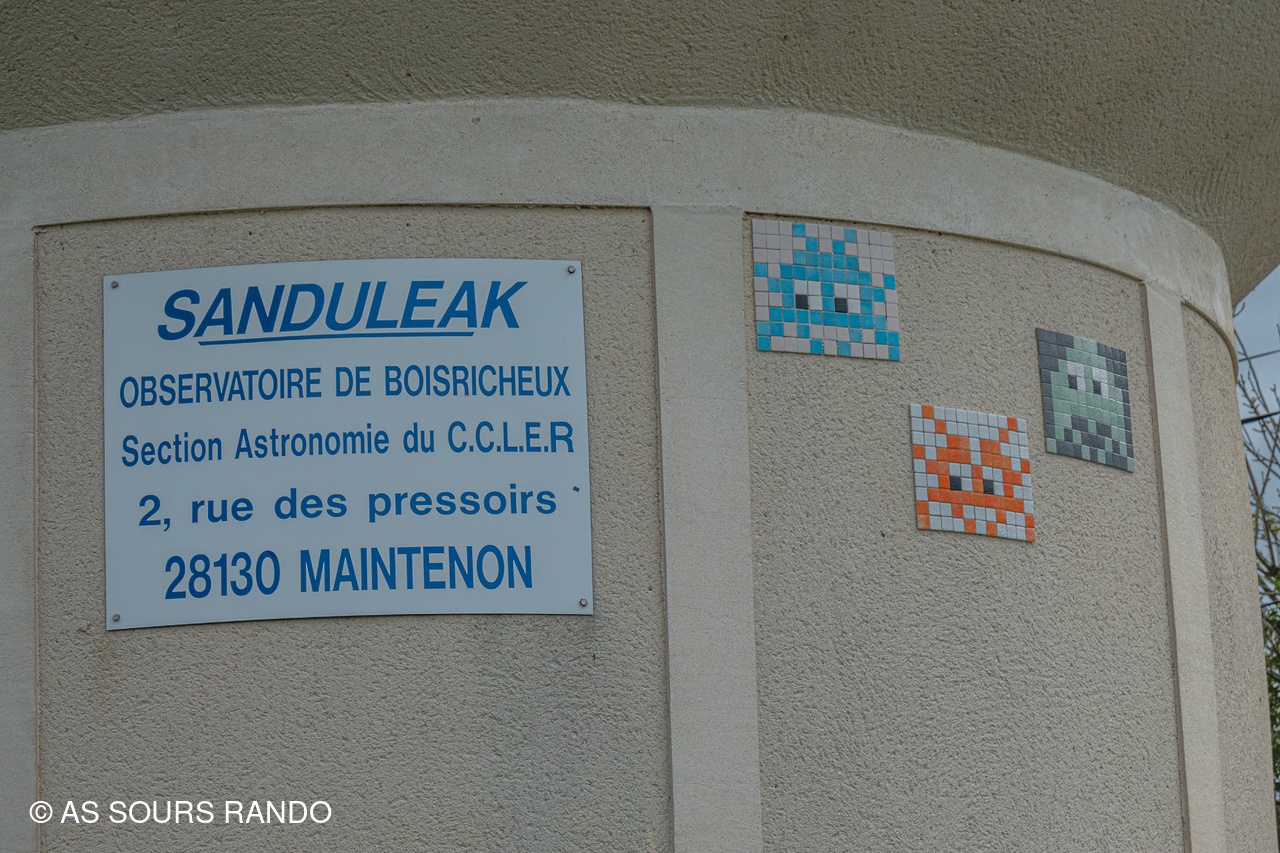 SANDULEAK
OBSERVATOIRE DE BOISRICHEUX
Section Astronomie du C.C.L.E.R
2, rue des pressoirs
28130 MAINTENON
© AS SOURS RANDO